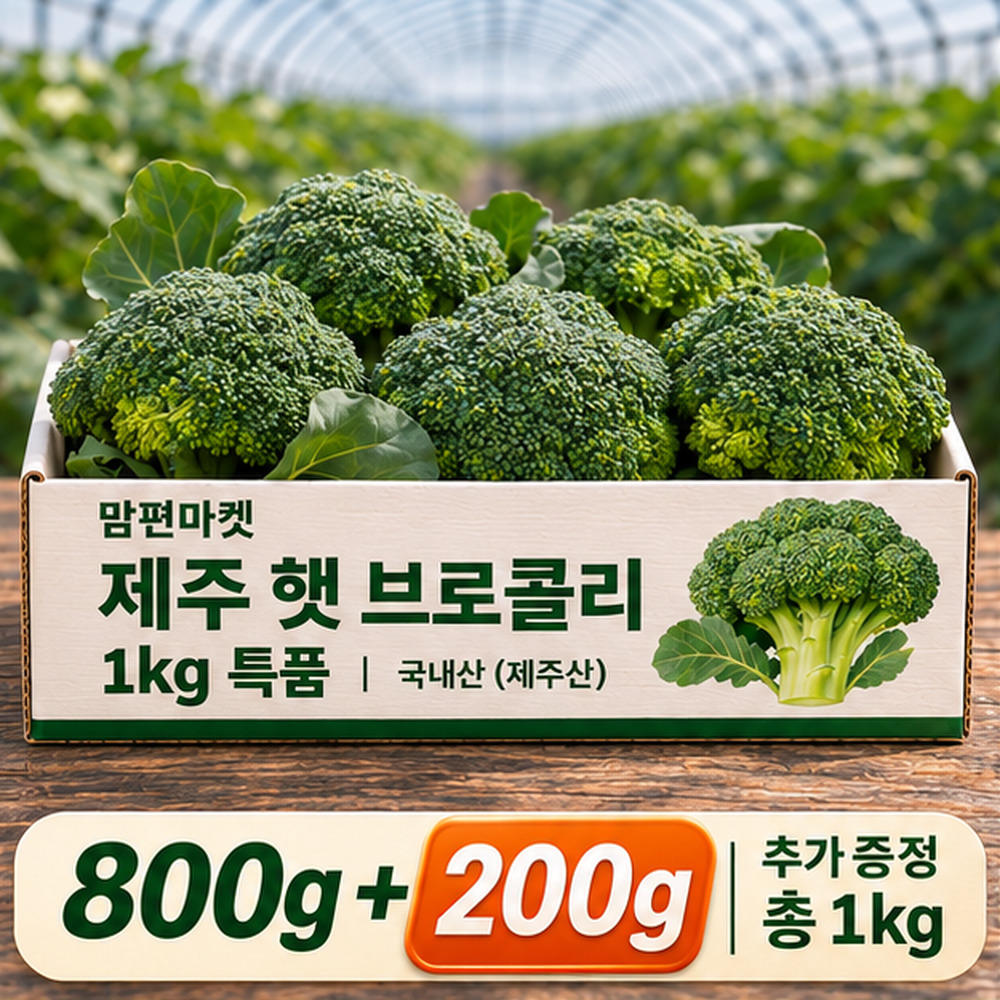 맘편마켓
제주 햇 브로콜리
1kg 특품 | 국내산 (제주산)
800g + 200g
추가 증정
총 1kg